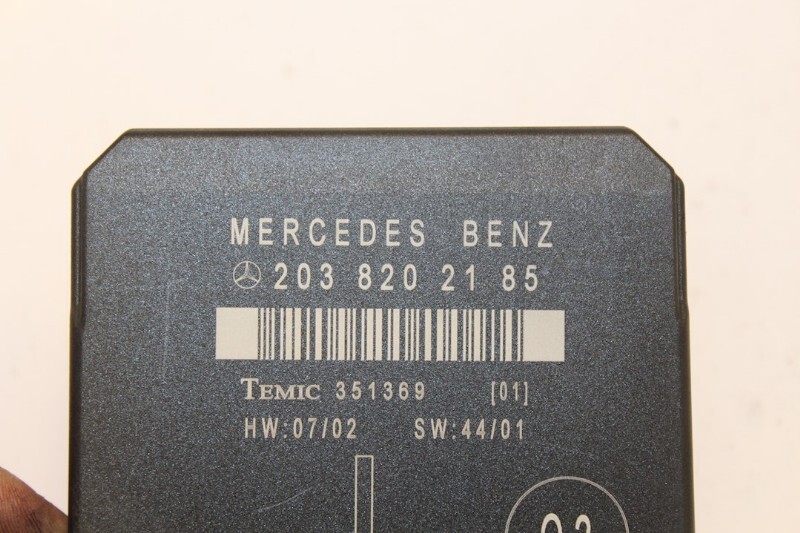 MERCEDES BENZ
203 820 21 85
TEMIC 351369 [01]
HW:07/02 SW:44/01